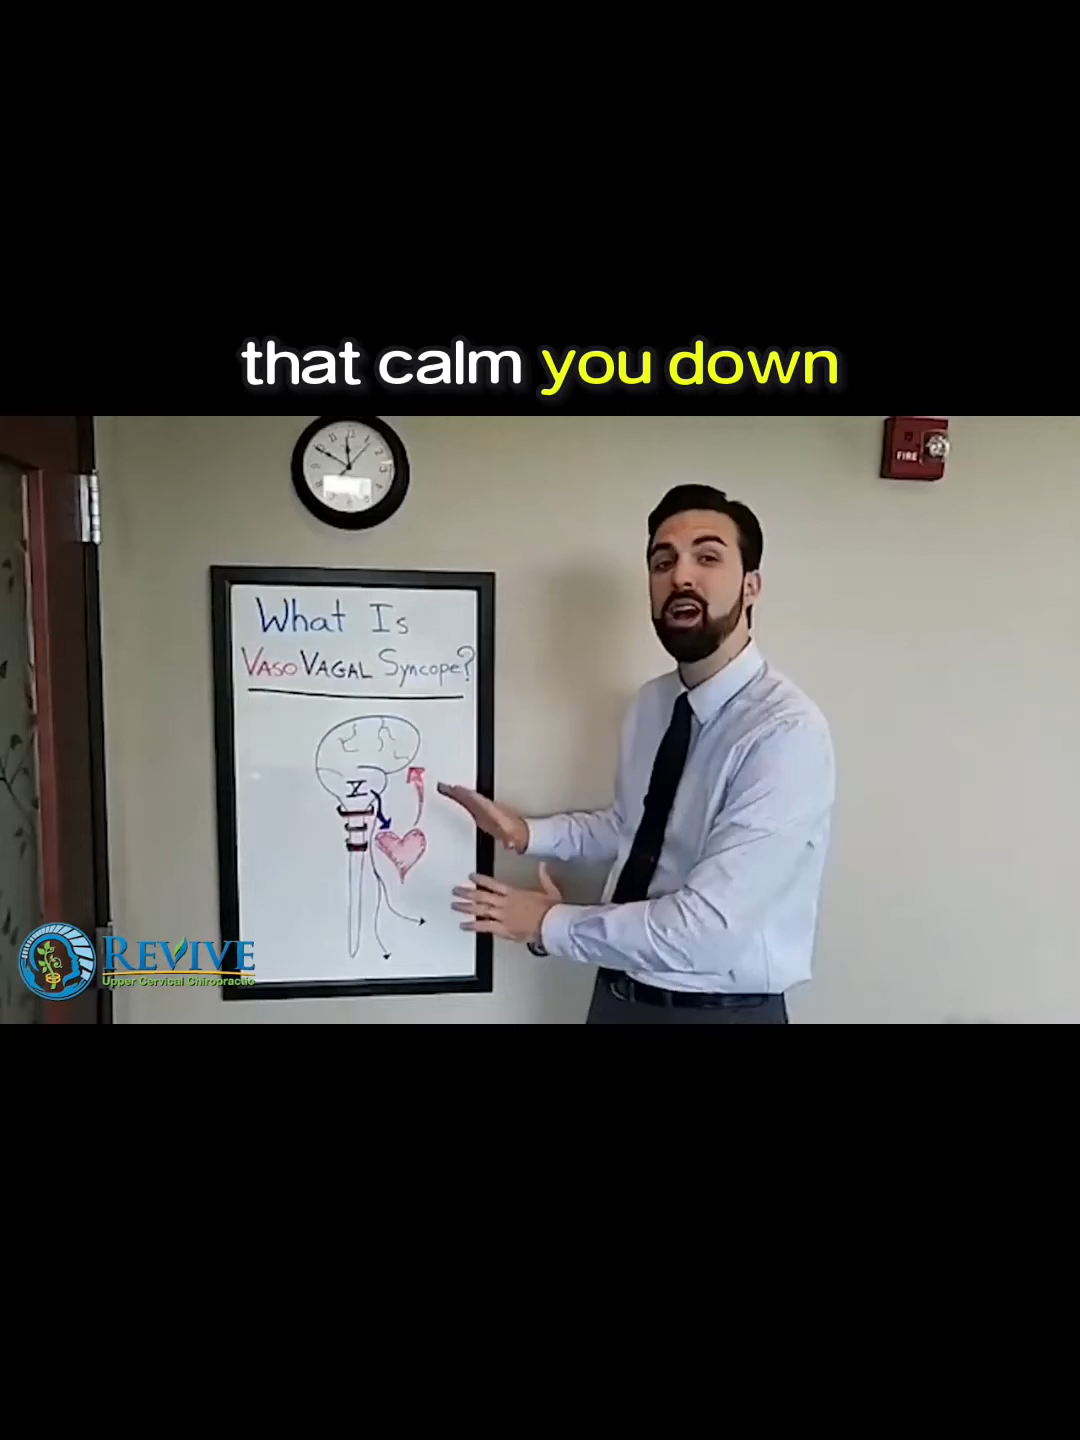 that calm you down
FIRE
What Is
VASOVAGAL Syncope?
X
REVIVE
Upper Cervical Chiropractic